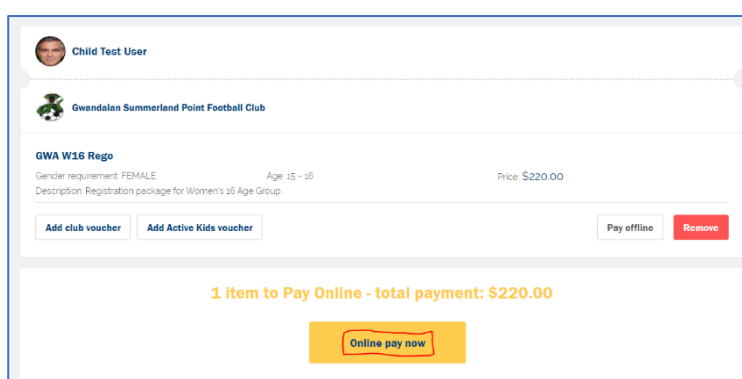 Child Test User
Gwandalan Summerland Point Football Club
GWA W16 Rego
Gender requirement: FEMALE Age: 15 - 16 Price: $220.00
Description: Registration package for Women's 16 Age Group
Add club voucher Add Active Kids voucher Pay offline Remove
1 item to Pay Online - total payment: $220.00
Online pay now